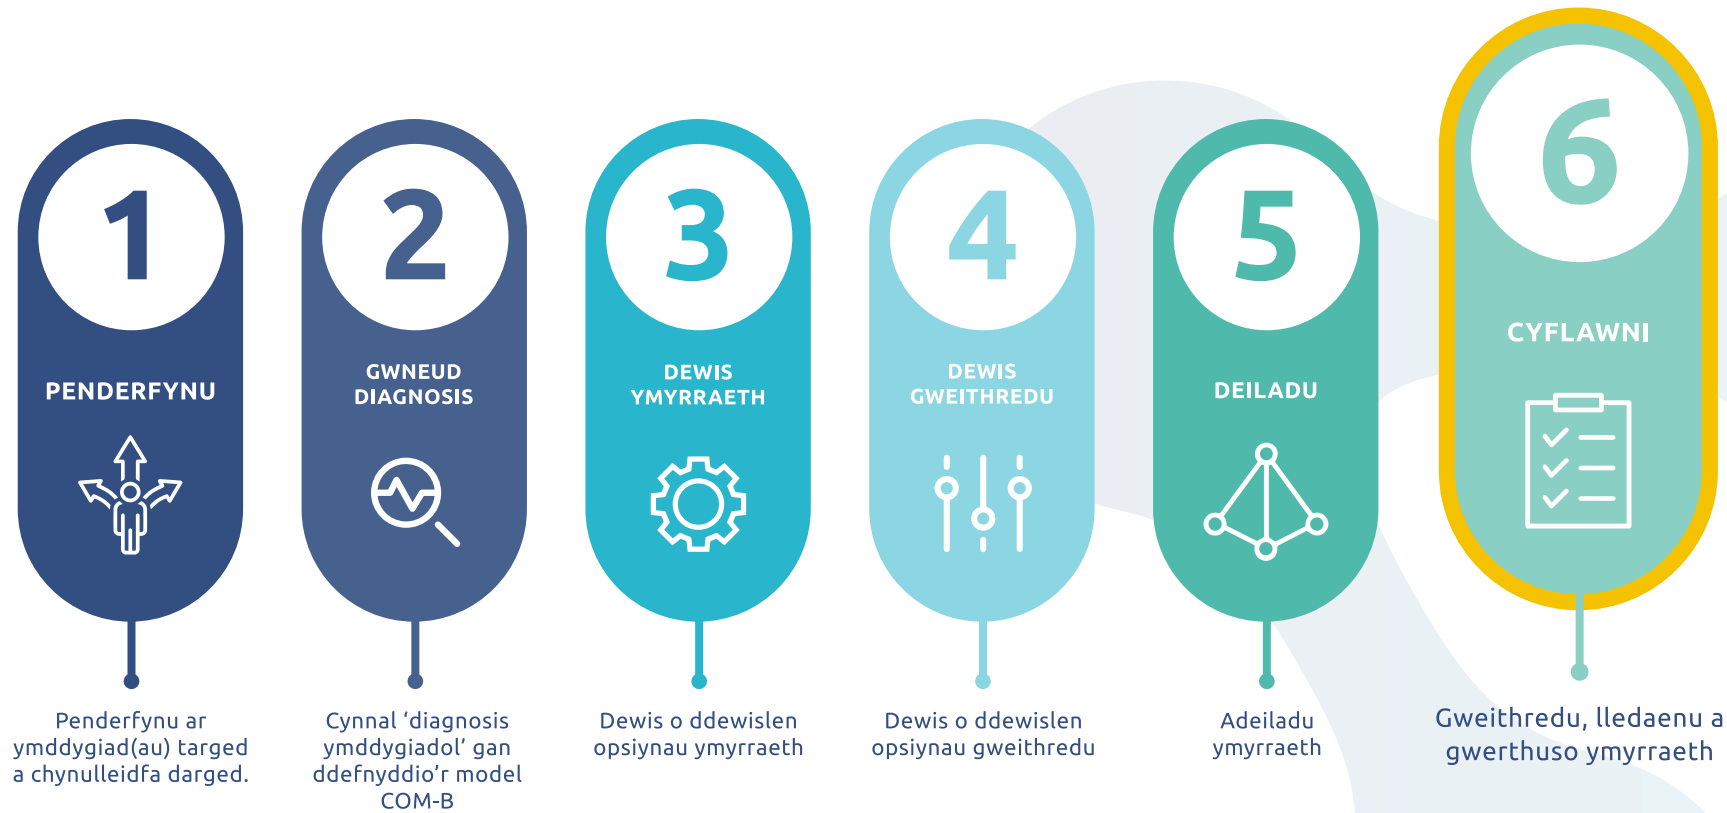 1
PENDERFYNU
Penderfynu ar
ymddygiad(au) targed
a chynulleidfa darged.
2
GWNEUD
DIAGNOSIS
Cynnal ‘diagnosis
ymddygiadol’ gan
ddefnyddio’r model
COM-B
3
DEWIS
YMYRRAETH
Dewis o ddewislen
opsiynau ymyrraeth
4
DEWIS
GWEITHREDU
Dewis o ddewislen
opsiynau gweithredu
5
DEILADU
Adeiladu
ymyrraeth
6
CYFLAWNI
Gweithredu, lledaenu a
gwerthuso ymyrraeth